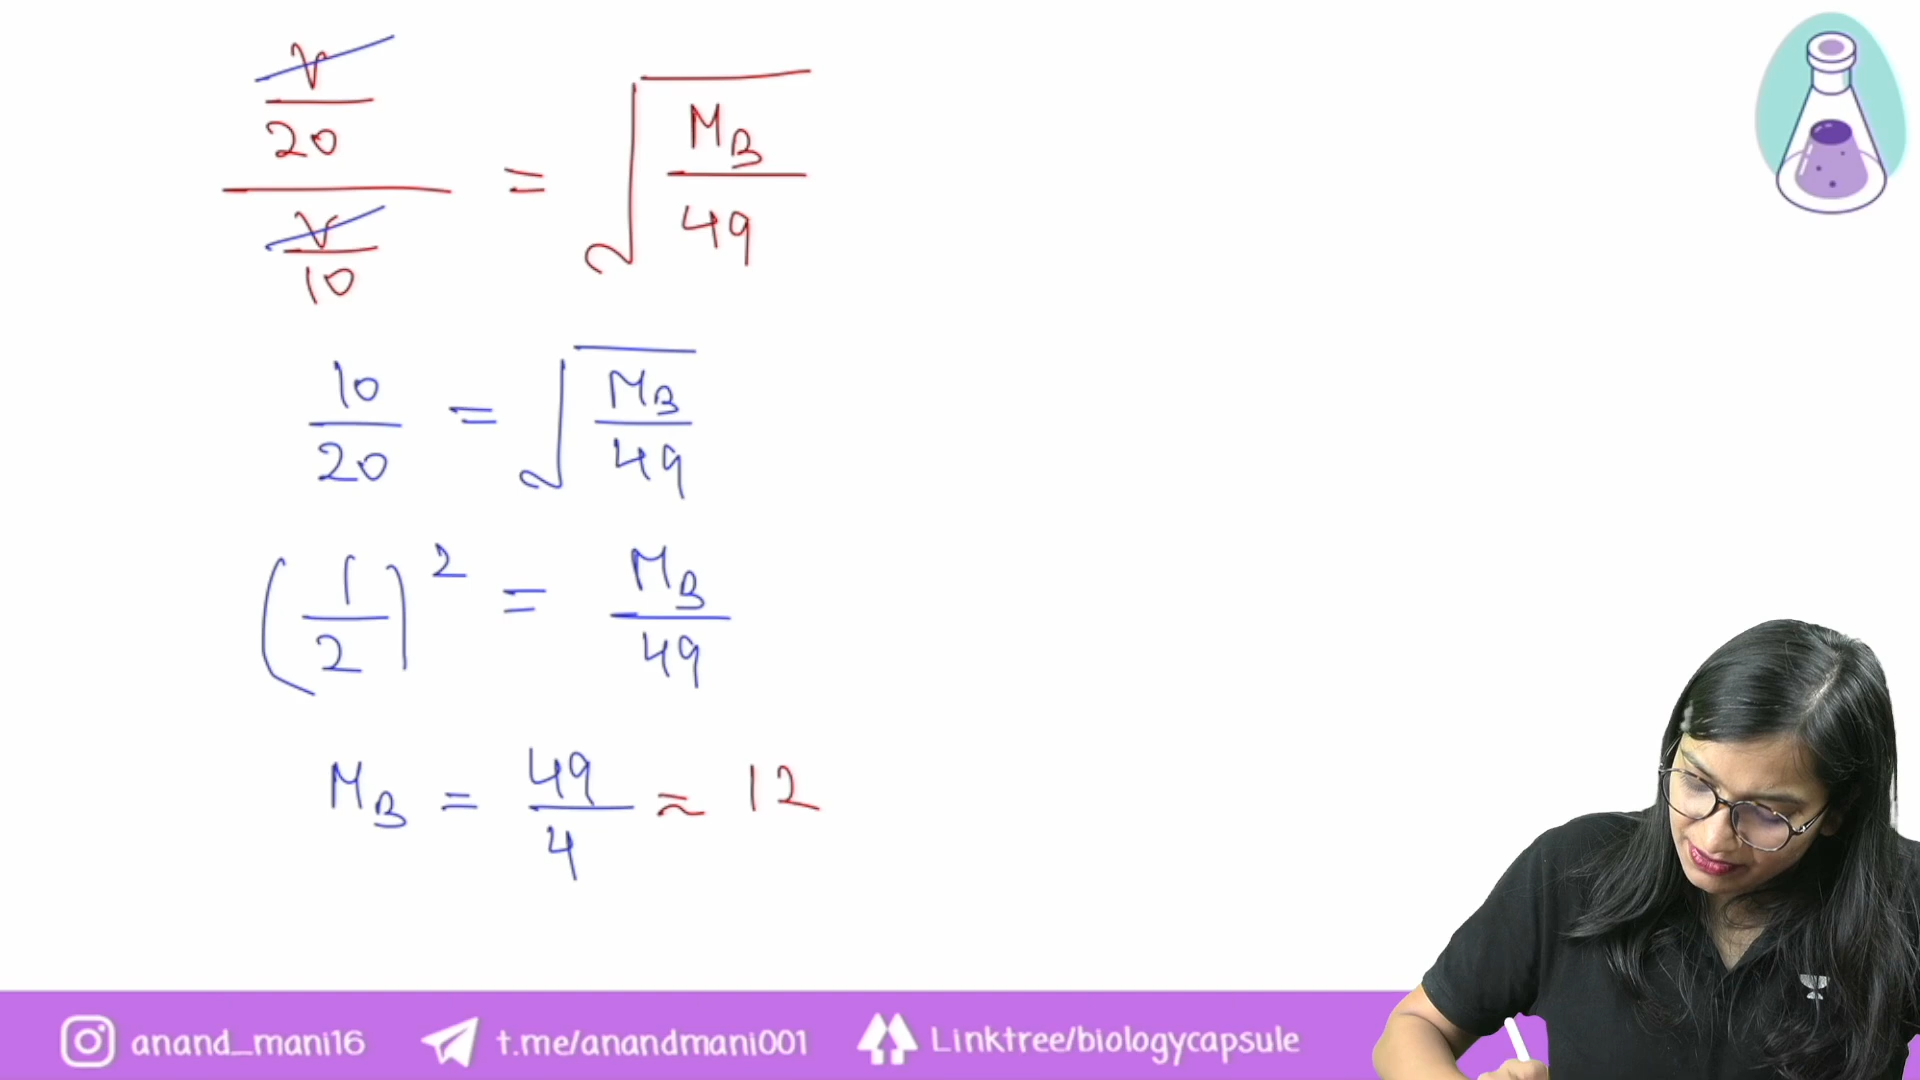 V/20 / V/10 = √(M_B/49)
10/20 = √(M_B/49)
(1/2)² = M_B/49
M_B = 49/4 ≈ 12
anand_mani16 t.me/anandmani001 Linktree/biologycapsule